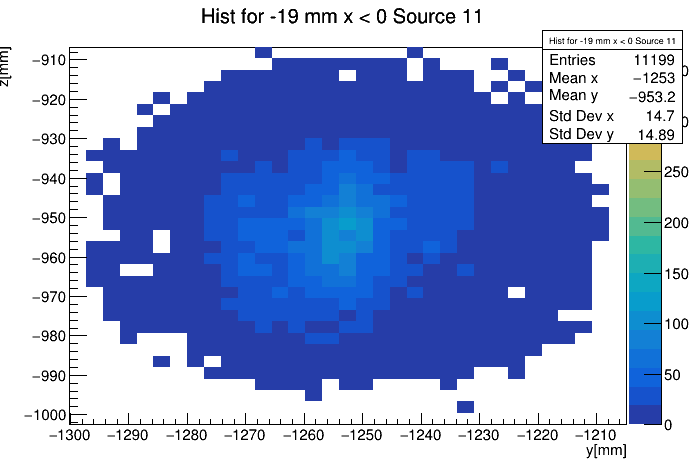 Hist for -19 mm x < 0 Source 11
z[mm]
Hist for -19 mm x < 0 Source 11
Entries 11199
Mean x −1253
Mean y −953.2
Std Dev x 14.7
Std Dev y 14.89
−910
−920
−930
−940
−950
−960
−970
−980
−990
−1000
−1300 −1290 −1280 −1270 −1260 −1250 −1240 −1230 −1220 −1210
y[mm]
250
200
150
100
50
0